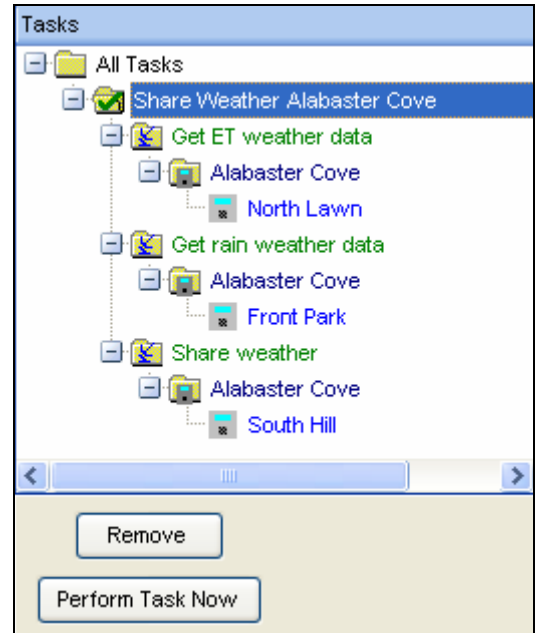 Tasks
All Tasks
Share Weather Alabaster Cove
Get ET weather data
Alabaster Cove
North Lawn
Get rain weather data
Alabaster Cove
Front Park
Share weather
Alabaster Cove
South Hill
Remove
Perform Task Now